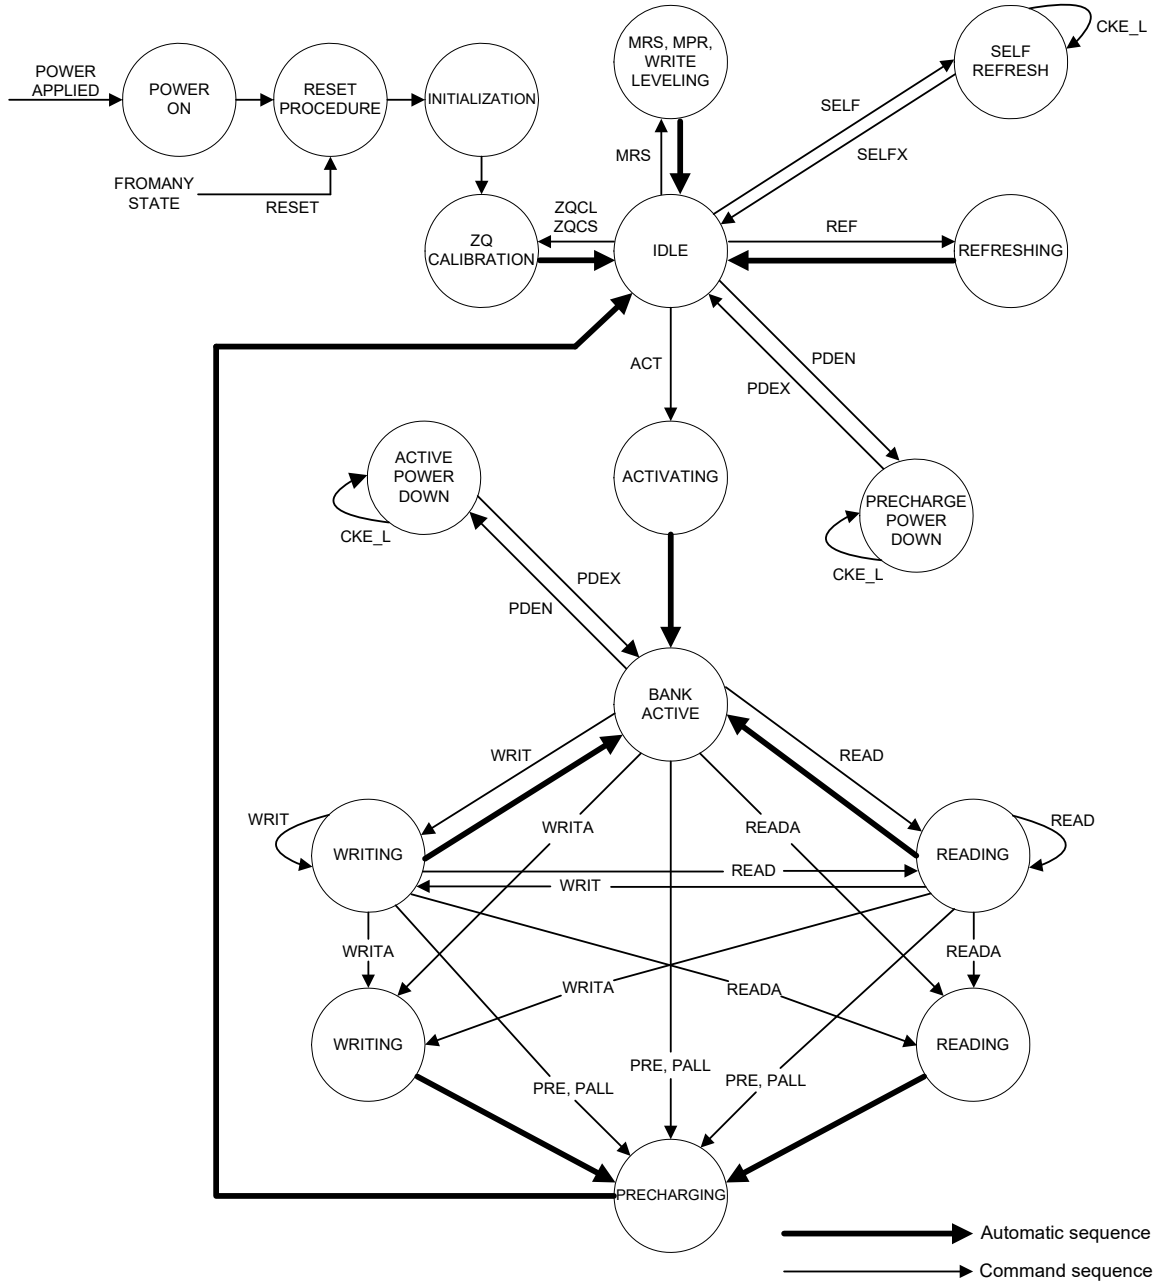 POWER
APPLIED
POWER
ON
RESET
PROCEDURE
INITIALIZATION
MRS, MPR,
WRITE
LEVELING
SELF
REFRESH
CKE_L
FROMANY
STATE
RESET
MRS
SELF
SELFX
ZQCL
ZQCS
ZQ
CALIBRATION
IDLE
REF
REFRESHING
ACT
PDEN
PDEX
ACTIVE
POWER
DOWN
CKE_L
ACTIVATING
PRECHARGE
POWER
DOWN
CKE_L
PDEX
PDEN
BANK
ACTIVE
WRIT
READ
WRIT
WRITA
READA
READ
WRITING
READING
READ
WRIT
WRITA
READA
WRITA
READA
WRITING
READING
PRE, PALL
PRE, PALL
PRE, PALL
PRECHARGING
Automatic sequence
Command sequence